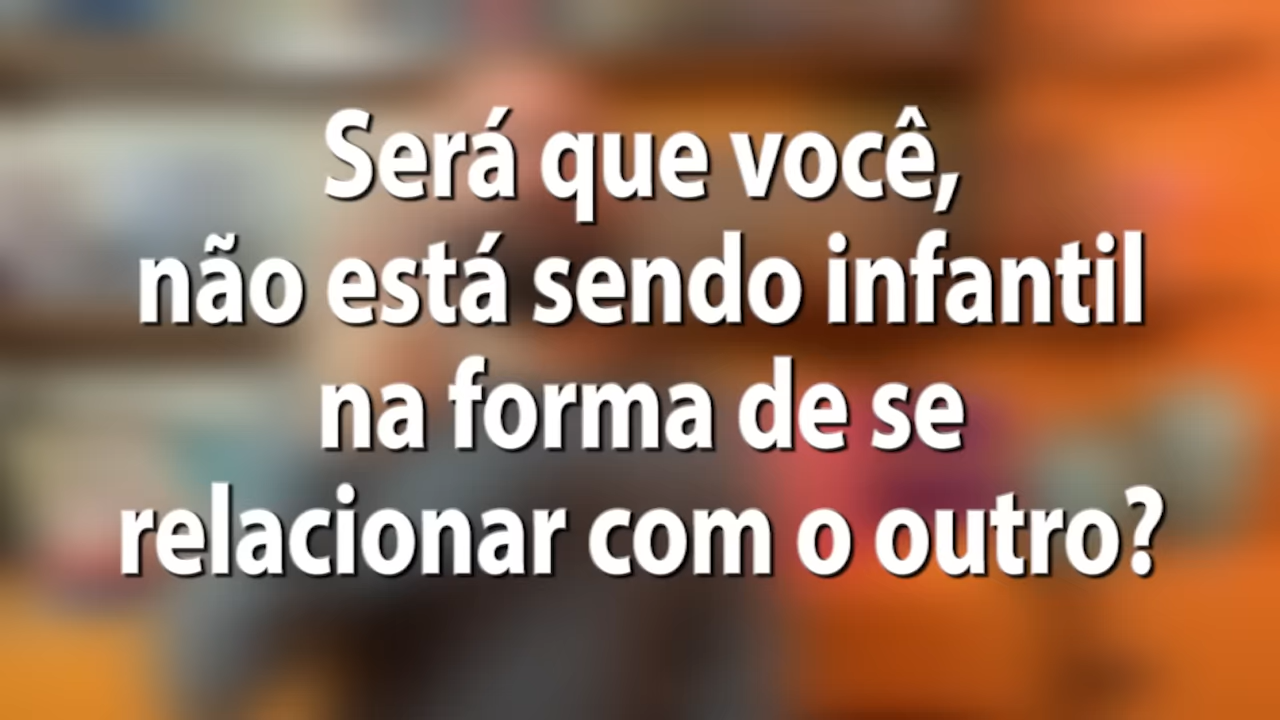 Será que você,
não está sendo infantil
na forma de se
relacionar com o outro?